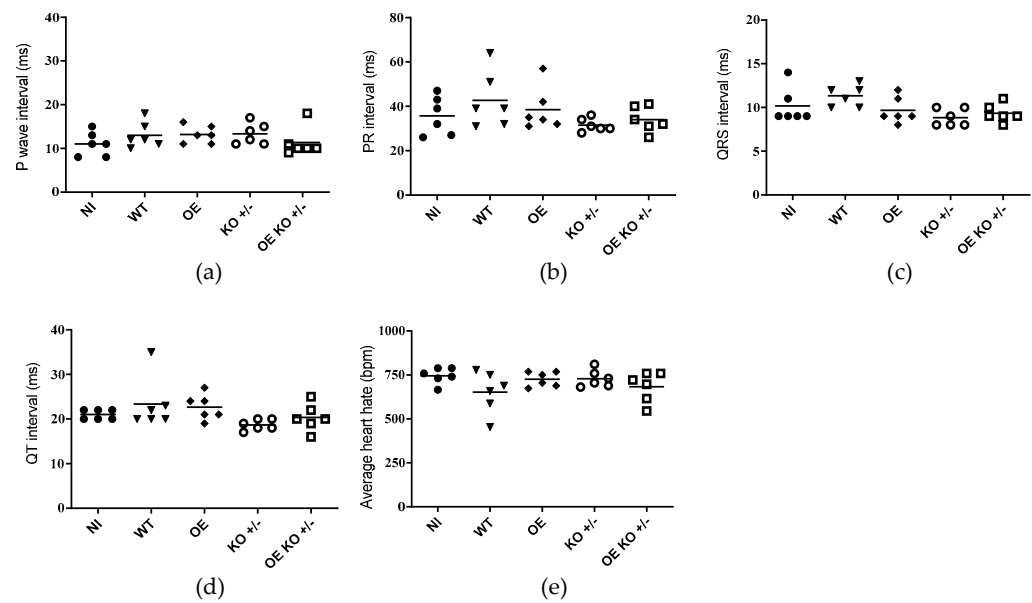 P wave interval (ms)
40
30
20
10
0
NI
WT
OE
KO +/-
OE KO +/-
(a)
PR interval (ms)
80
60
40
20
0
NI
WT
OE
KO +/-
OE KO +/-
(b)
QRS interval (ms)
20
15
10
5
0
NI
WT
OE
KO +/-
OE KO +/-
(c)
QT interval (ms)
40
30
20
10
0
NI
WT
OE
KO +/-
OE KO +/-
(d)
Average heart hate (bpm)
1000
750
500
250
0
NI
WT
OE
KO +/-
OE KO +/-
(e)